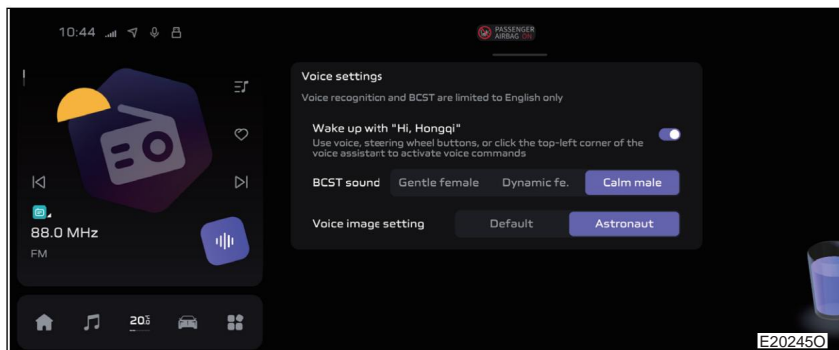 10:44
PASSENGER
AIRBAG ON
Voice settings
Voice recognition and BCST are limited to English only
Wake up with "Hi, Hongqi"
Use voice, steering wheel buttons, or click the top-left corner of the
voice assistant to activate voice commands
BCST sound Gentle female Dynamic fe. Calm male
Voice image setting Default Astronaut
88.0 MHz
FM
E20245O